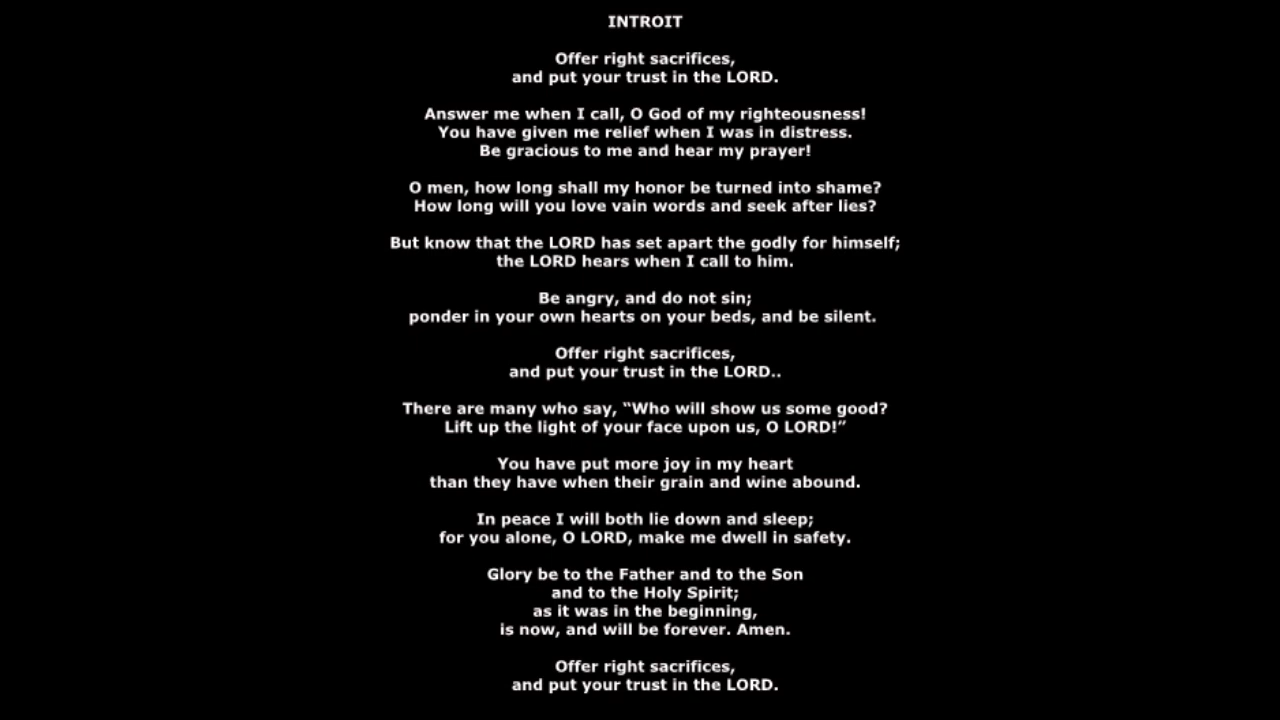 INTROIT
Offer right sacrifices,
and put your trust in the LORD.
Answer me when I call, O God of my righteousness!
You have given me relief when I was in distress.
Be gracious to me and hear my prayer!
O men, how long shall my honor be turned into shame?
How long will you love vain words and seek after lies?
But know that the LORD has set apart the godly for himself;
the LORD hears when I call to him.
Be angry, and do not sin;
ponder in your own hearts on your beds, and be silent.
Offer right sacrifices,
and put your trust in the LORD..
There are many who say, “Who will show us some good?
Lift up the light of your face upon us, O LORD!”
You have put more joy in my heart
than they have when their grain and wine abound.
In peace I will both lie down and sleep;
for you alone, O LORD, make me dwell in safety.
Glory be to the Father and to the Son
and to the Holy Spirit;
as it was in the beginning,
is now, and will be forever. Amen.
Offer right sacrifices,
and put your trust in the LORD.